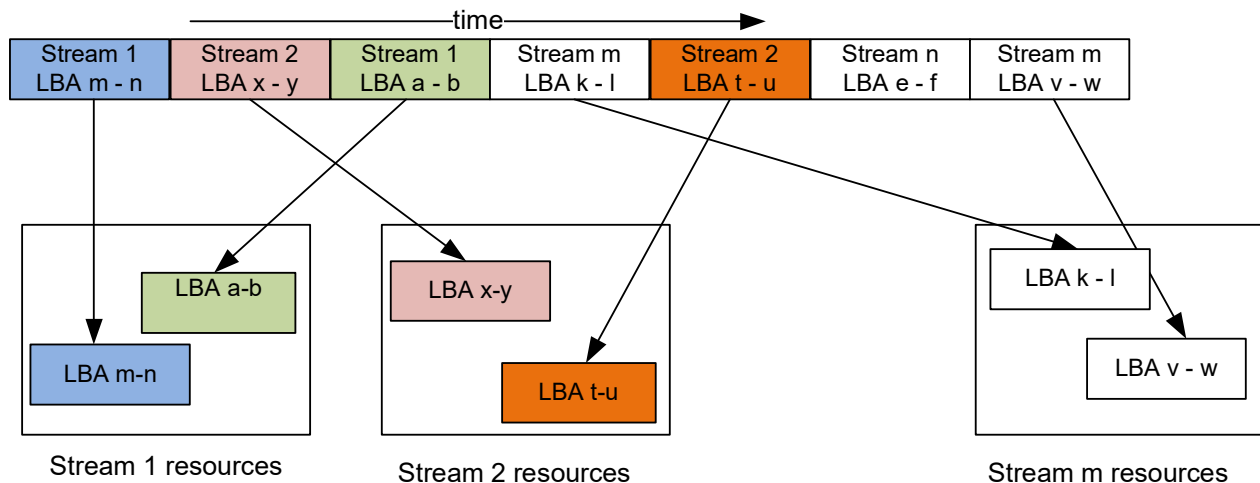 time
Stream 1
LBA m - n
Stream 2
LBA x - y
Stream 1
LBA a - b
Stream m
LBA k - l
Stream 2
LBA t - u
Stream n
LBA e - f
Stream m
LBA v - w
LBA a-b
LBA m-n
LBA x-y
LBA t-u
LBA k - l
LBA v - w
Stream 1 resources
Stream 2 resources
Stream m resources